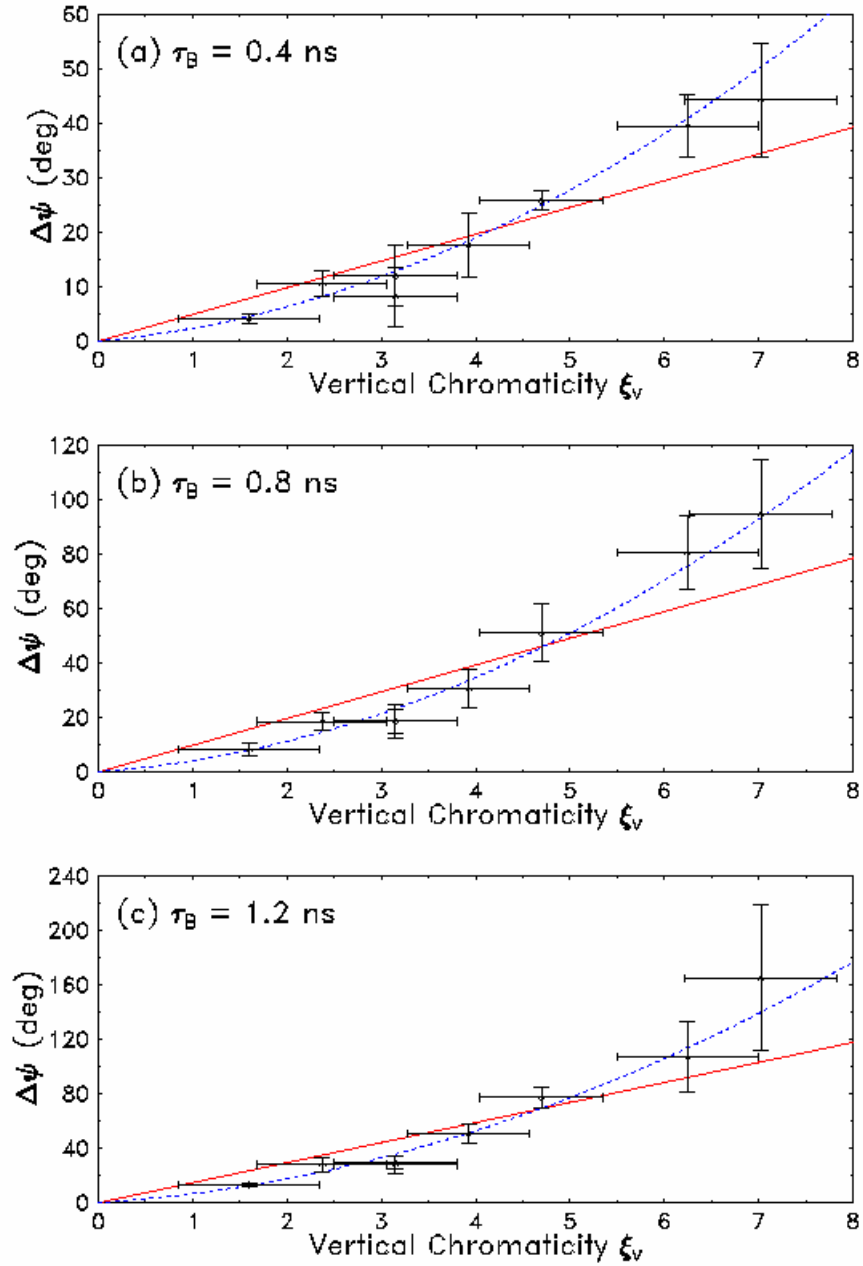 (a) τB = 0.4 ns
60
50
40
30
20
10
0
Δψ (deg)
0 1 2 3 4 5 6 7 8
Vertical Chromaticity ξv
(b) τB = 0.8 ns
120
100
80
60
40
20
0
Δψ (deg)
0 1 2 3 4 5 6 7 8
Vertical Chromaticity ξv
(c) τB = 1.2 ns
240
200
160
120
80
40
0
Δψ (deg)
0 1 2 3 4 5 6 7 8
Vertical Chromaticity ξv